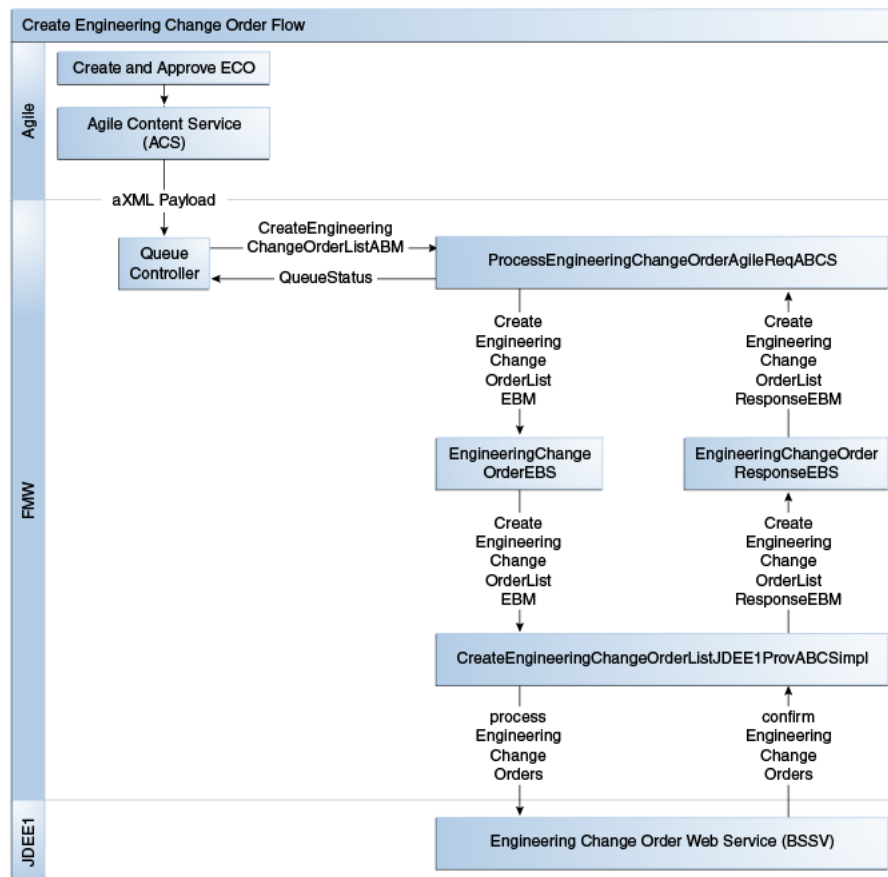 Create Engineering Change Order Flow
Agile
Create and Approve ECO
Agile Content Service
(ACS)
aXML Payload
FMW
Queue
Controller
CreateEngineering
ChangeOrderListABM
QueueStatus
ProcessEngineeringChangeOrderAgileReqABCS
Create
Engineering
Change
OrderList
EBM
Create
Engineering
Change
OrderList
ResponseEBM
EngineeringChange
OrderEBS
EngineeringChangeOrder
ResponseEBS
Create
Engineering
Change
OrderList
EBM
Create
Engineering
Change
OrderList
ResponseEBM
CreateEngineeringChangeOrderListJDEE1ProvABCSimpl
process
Engineering
Change
Orders
confirm
Engineering
Change
Orders
JDEE1
Engineering Change Order Web Service (BSSV)